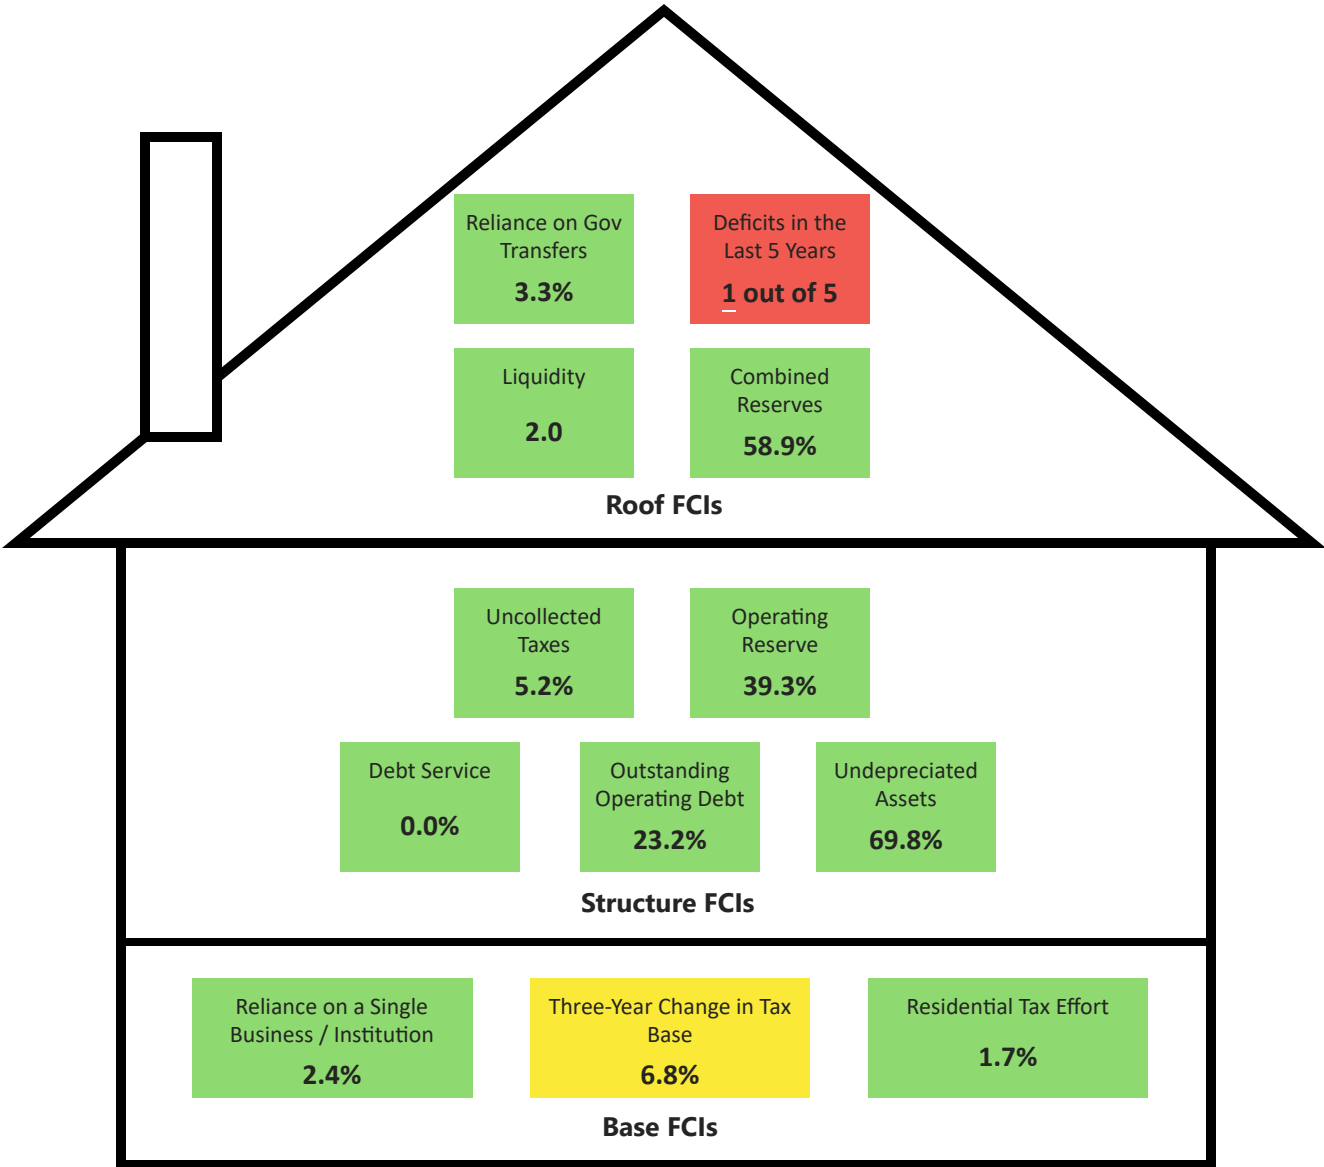 Reliance on Gov
Transfers
3.3%
Deficits in the
Last 5 Years
1 out of 5
Liquidity
2.0
Combined
Reserves
58.9%
Roof FCIs
Uncollected
Taxes
5.2%
Operating
Reserve
39.3%
Debt Service
0.0%
Outstanding
Operating Debt
23.2%
Undepreciated
Assets
69.8%
Structure FCIs
Reliance on a Single
Business / Institution
2.4%
Three-Year Change in Tax
Base
6.8%
Residential Tax Effort
1.7%
Base FCIs